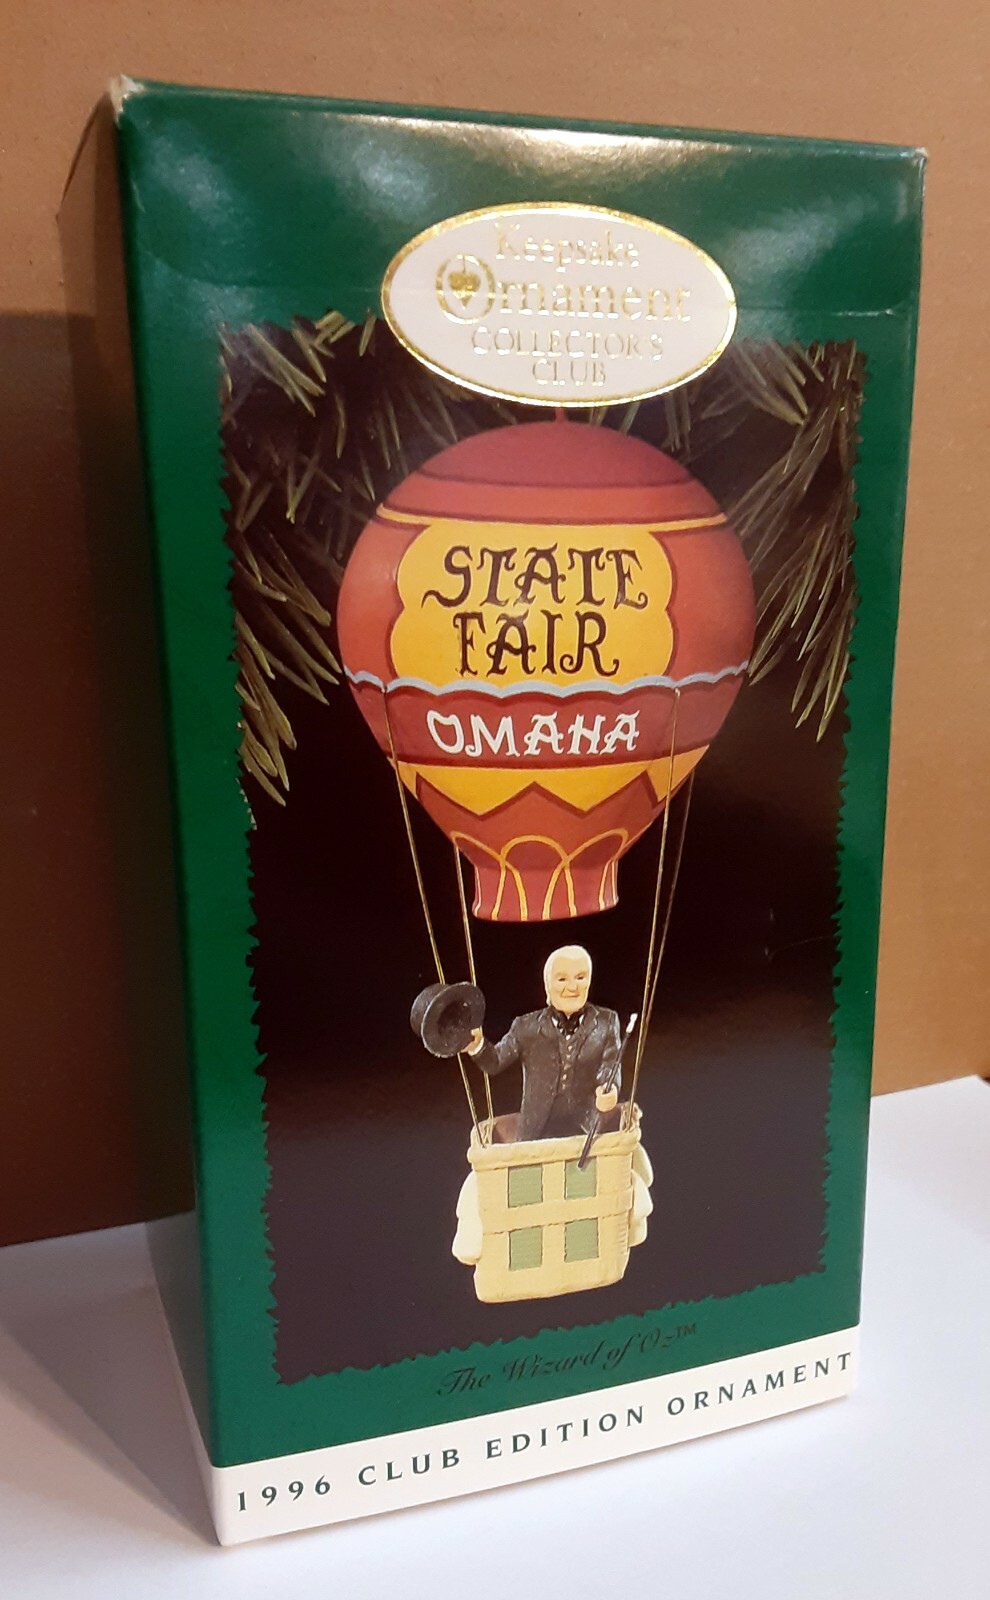 Keepsake
Ornament
COLLECTOR'S
CLUB
STATE
FAIR
OMAHA
The Wizard of Oz™
1996 CLUB EDITION ORNAMENT